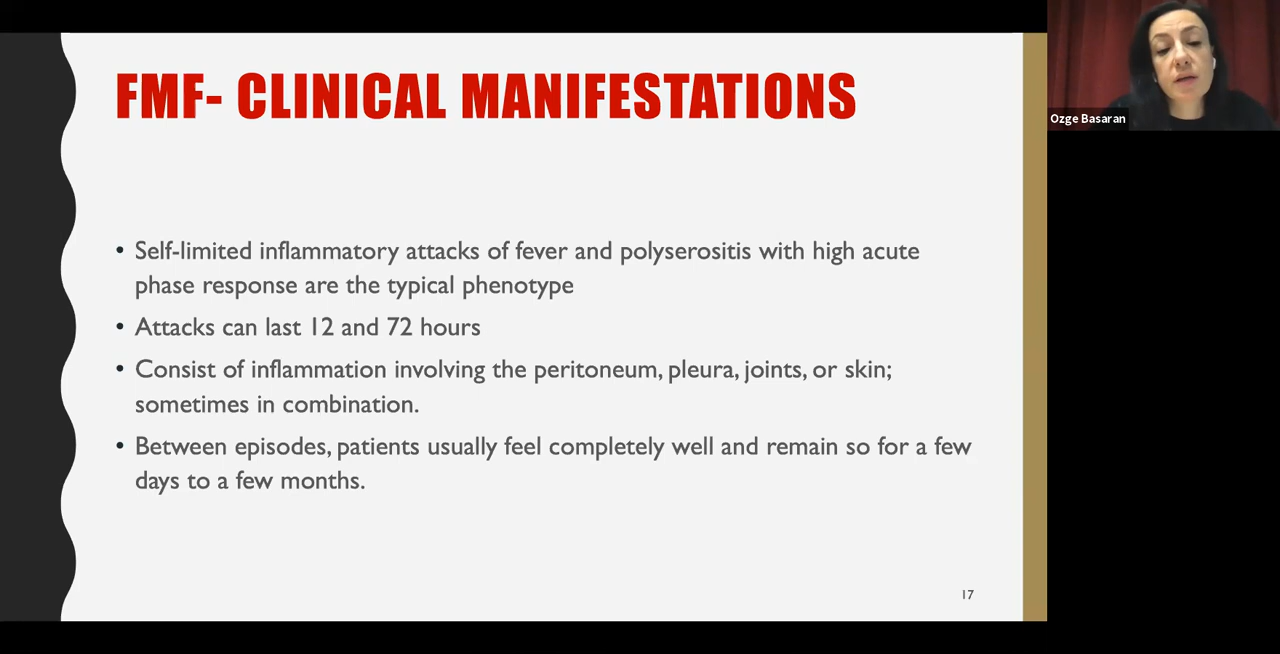 FMF- CLINICAL MANIFESTATIONS
• Self-limited inflammatory attacks of fever and polyserositis with high acute
phase response are the typical phenotype
• Attacks can last 12 and 72 hours
• Consist of inflammation involving the peritoneum, pleura, joints, or skin;
sometimes in combination.
• Between episodes, patients usually feel completely well and remain so for a few
days to a few months.
17
Ozge Basaran